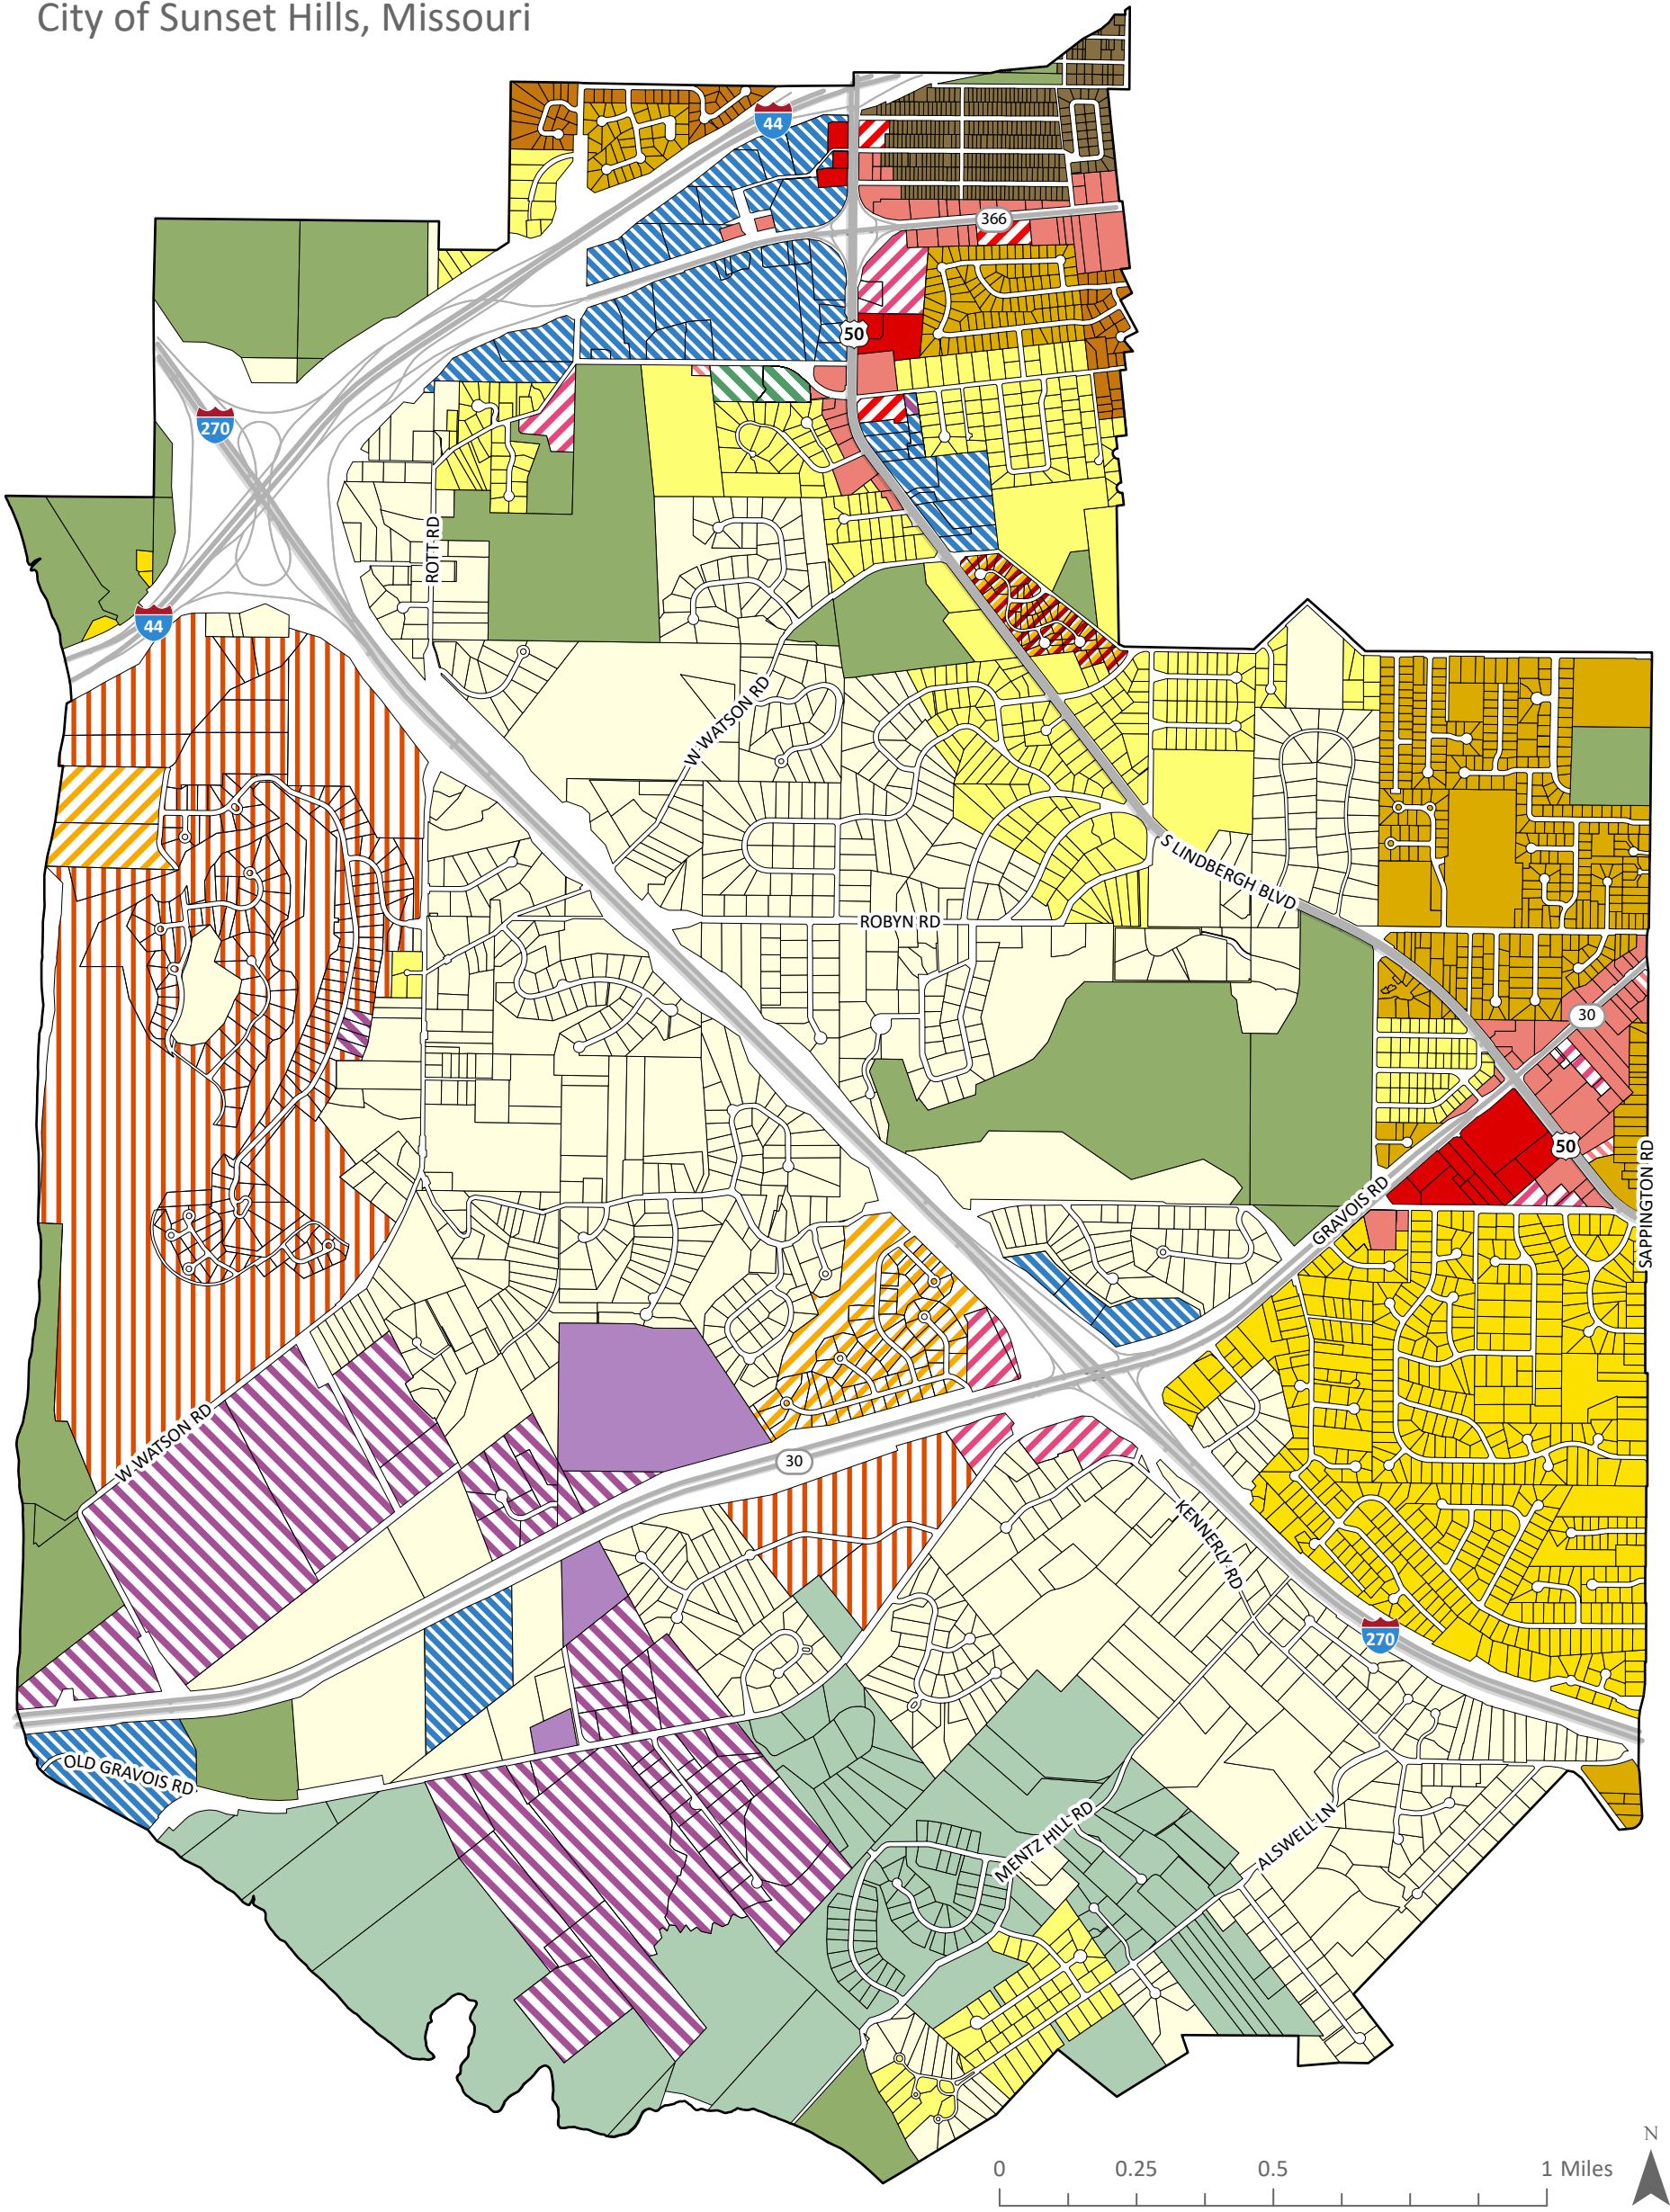 City of Sunset Hills, Missouri
44
366
50
270
ROTT RD
44
W WATSON RD
S LINDBERGH BLVD
ROBYN RD
30
50
SAPPINGTON RD
GRAVOIS RD
W WATSON RD
30
KENNERLY RD
270
OLD GRAVOIS RD
MENTZ HILL RD
ALSWELL LN
N
0 0.25 0.5 1 Miles